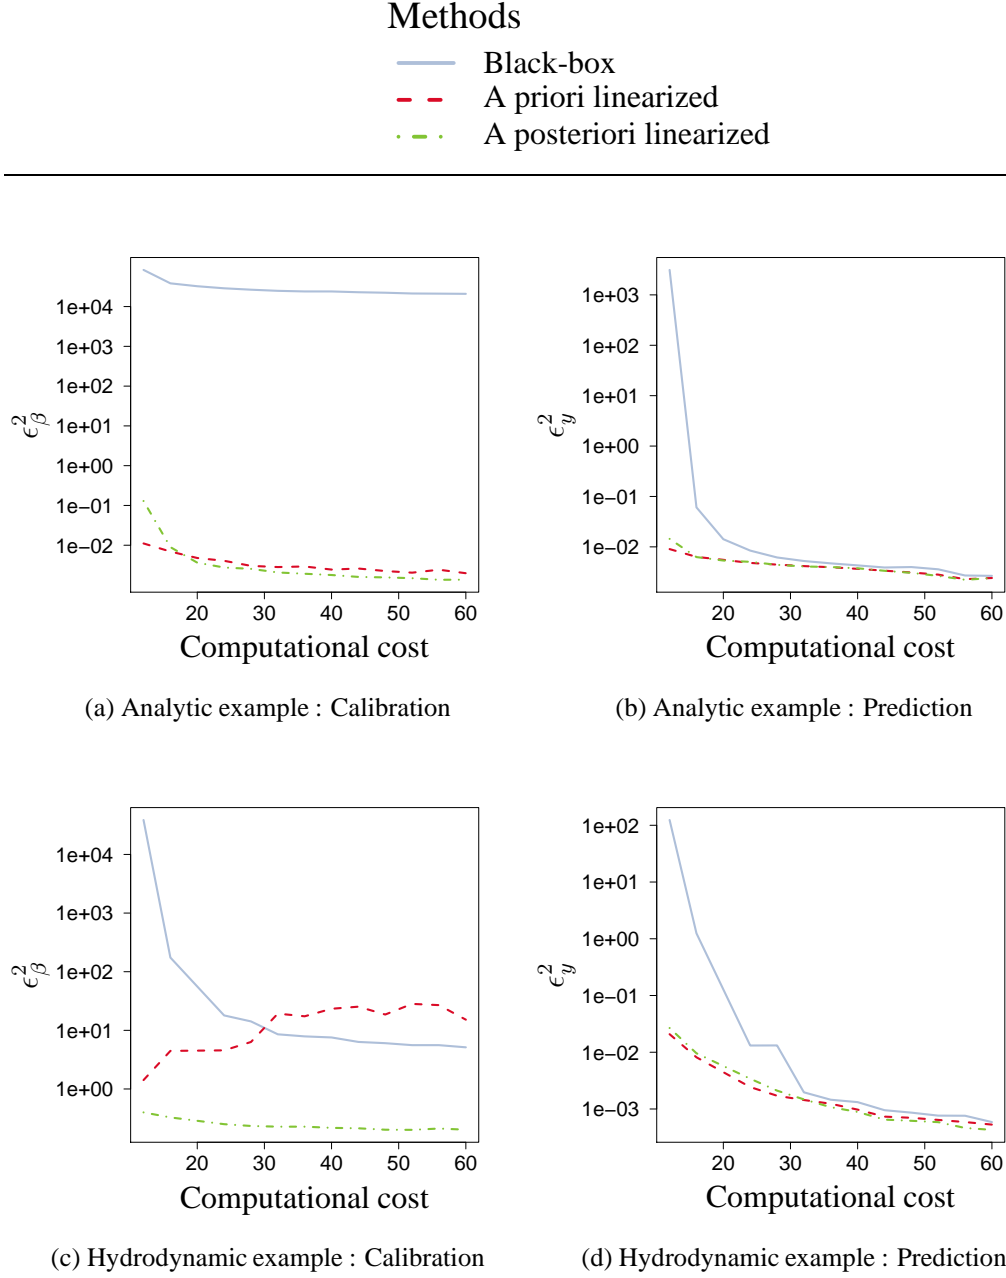 Methods
Black-box
A priori linearized
A posteriori linearized
1e+04
1e+03
1e+02
1e+01
1e+00
1e−01
1e−02
ϵ²β
20 30 40 50 60
Computational cost
(a) Analytic example : Calibration
1e+03
1e+02
1e+01
1e+00
1e−01
1e−02
ϵ²y
20 30 40 50 60
Computational cost
(b) Analytic example : Prediction
1e+04
1e+03
1e+02
1e+01
1e+00
ϵ²β
20 30 40 50 60
Computational cost
(c) Hydrodynamic example : Calibration
1e+02
1e+01
1e+00
1e−01
1e−02
1e−03
ϵ²y
20 30 40 50 60
Computational cost
(d) Hydrodynamic example : Prediction